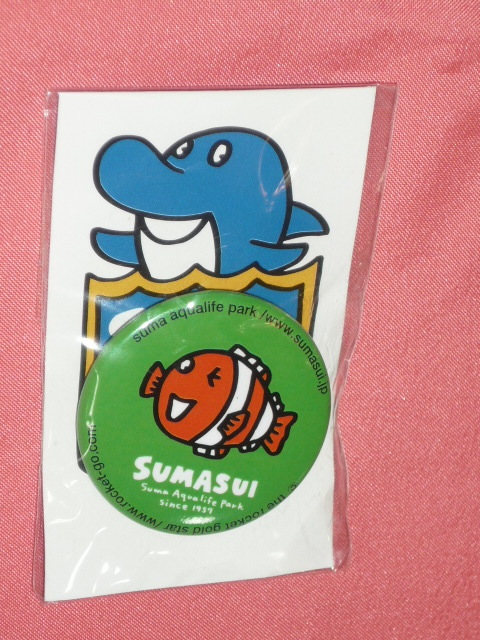 suma aqualife park /www.sumasui.jp
SUMASUI
Suma Aqualife Park
Since 1957
© the rocket gold star/www.rocket-go.com